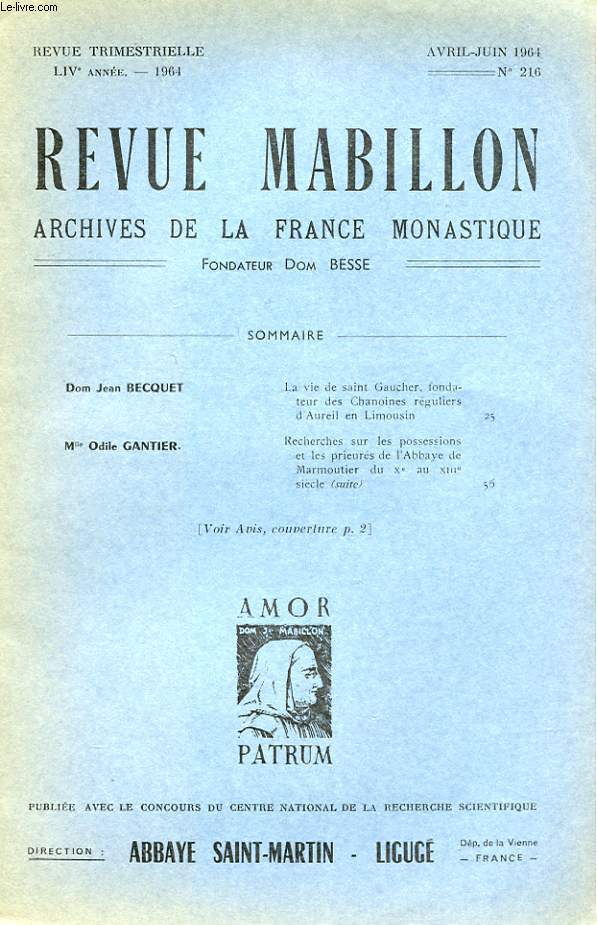 Le-livre.com
REVUE TRIMESTRIELLE
LIVe ANNÉE. — 1964
AVRIL-JUIN 1964
N° 216
REVUE MABILLON
ARCHIVES DE LA FRANCE MONASTIQUE
FONDATEUR DOM BESSE
SOMMAIRE
Dom Jean BECQUET
La vie de saint Gaucher, fonda-
teur des Chanoines réguliers
d'Aureil en Limousin 25
Mlle Odile GANTIER.
Recherches sur les possessions
et les prieurés de l'Abbaye de
Marmoutier du Xe au XIIIe
siècle (suite) 56
[Voir Avis, couverture p. 2]
AMOR
DOM J. MABILLON
PATRUM
PUBLIÉE AVEC LE CONCOURS DU CENTRE NATIONAL DE LA RECHERCHE SCIENTIFIQUE
DIRECTION : ABBAYE SAINT-MARTIN - LIGUGÉ
Dép. de la Vienne
— FRANCE —